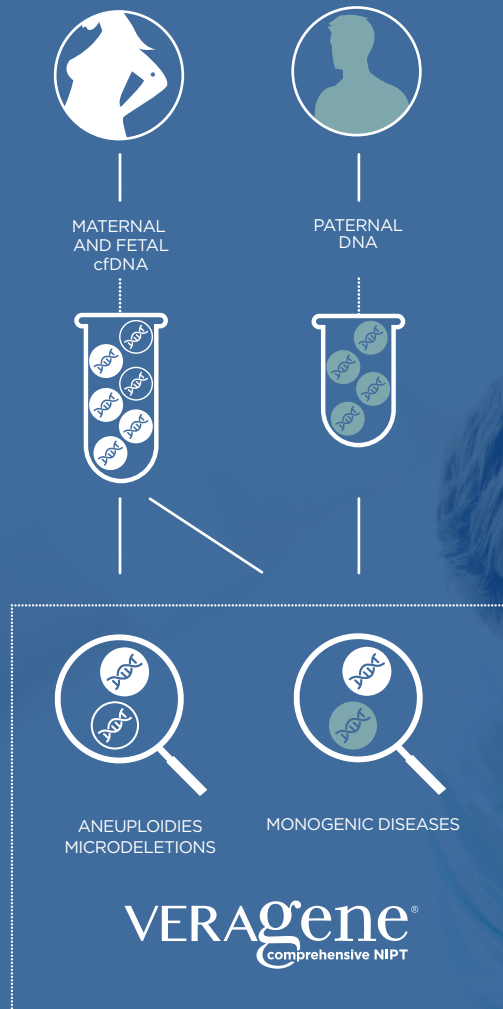 MATERNAL
AND FETAL
cfDNA
PATERNAL
DNA
ANEUPLOIDIES
MICRODELETIONS
MONOGENIC DISEASES
VERAgene®
comprehensive NIPT